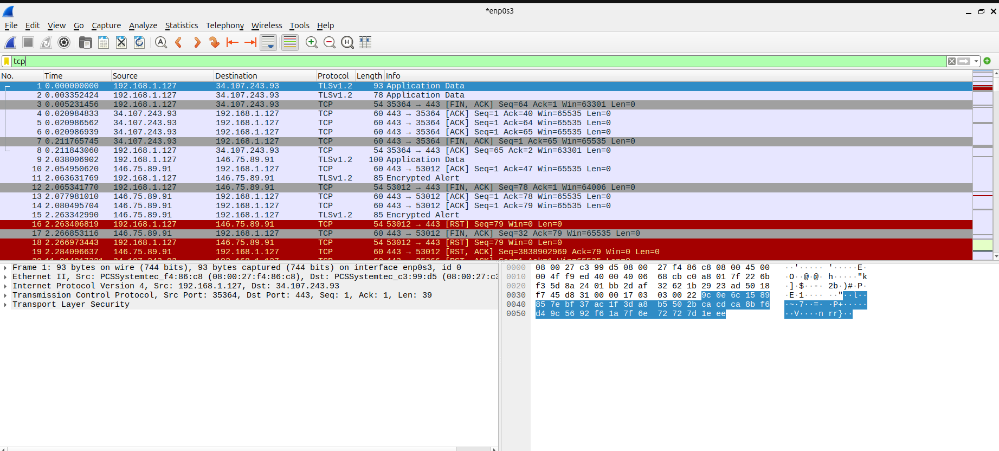 *enp0s3
File Edit View Go Capture Analyze Statistics Telephony Wireless Tools Help
tcp
No. Time Source Destination Protocol Length Info
1 0.000000000 192.168.1.127 34.107.243.93 TLSv1.2 93 Application Data
2 0.003352424 192.168.1.127 34.107.243.93 TLSv1.2 78 Application Data
3 0.005231456 192.168.1.127 34.107.243.93 TCP 54 35364 → 443 [FIN, ACK] Seq=64 Ack=1 Win=63301 Len=0
4 0.020984833 34.107.243.93 192.168.1.127 TCP 60 443 → 35364 [ACK] Seq=1 Ack=40 Win=65535 Len=0
5 0.020986562 34.107.243.93 192.168.1.127 TCP 60 443 → 35364 [ACK] Seq=1 Ack=64 Win=65535 Len=0
6 0.020986939 34.107.243.93 192.168.1.127 TCP 60 443 → 35364 [ACK] Seq=1 Ack=65 Win=65535 Len=0
7 0.211765745 34.107.243.93 192.168.1.127 TCP 60 443 → 35364 [FIN, ACK] Seq=1 Ack=65 Win=65535 Len=0
8 0.211843060 192.168.1.127 34.107.243.93 TCP 54 35364 → 443 [ACK] Seq=65 Ack=2 Win=63301 Len=0
9 2.038006902 192.168.1.127 146.75.89.91 TLSv1.2 100 Application Data
10 2.054950620 146.75.89.91 192.168.1.127 TCP 60 443 → 53012 [ACK] Seq=1 Ack=47 Win=65535 Len=0
11 2.063631769 192.168.1.127 146.75.89.91 TLSv1.2 85 Encrypted Alert
12 2.065341770 192.168.1.127 146.75.89.91 TCP 54 53012 → 443 [FIN, ACK] Seq=78 Ack=1 Win=64006 Len=0
13 2.077981010 146.75.89.91 192.168.1.127 TCP 60 443 → 53012 [ACK] Seq=1 Ack=78 Win=65535 Len=0
14 2.080495704 146.75.89.91 192.168.1.127 TCP 60 443 → 53012 [ACK] Seq=1 Ack=79 Win=65535 Len=0
15 2.263342990 146.75.89.91 192.168.1.127 TLSv1.2 85 Encrypted Alert
16 2.263406819 192.168.1.127 146.75.89.91 TCP 54 53012 → 443 [RST] Seq=79 Win=0 Len=0
17 2.266853116 146.75.89.91 192.168.1.127 TCP 60 443 → 53012 [FIN, ACK] Seq=32 Ack=79 Win=65535 Len=0
18 2.266973443 192.168.1.127 146.75.89.91 TCP 54 53012 → 443 [RST] Seq=79 Win=0 Len=0
19 2.284096637 146.75.89.91 192.168.1.127 TCP 60 443 → 53012 [RST, ACK] Seq=3838902969 Ack=79 Win=0 Len=0
Frame 1: 93 bytes on wire (744 bits), 93 bytes captured (744 bits) on interface enp0s3, id 0
Ethernet II, Src: PCSSystemtec_f4:86:c8 (08:00:27:f4:86:c8), Dst: PCSSystemtec_c3:99:d5 (08:00:27:c3
Internet Protocol Version 4, Src: 192.168.1.127, Dst: 34.107.243.93
Transmission Control Protocol, Src Port: 35364, Dst Port: 443, Seq: 1, Ack: 1, Len: 39
Transport Layer Security
0000 08 00 27 c3 99 d5 08 00 27 f4 86 c8 08 00 45 00 ··'····· '·····E·
0010 00 4f f9 ed 40 00 40 06 68 cb c0 a8 01 7f 22 6b ·O··@·@· h·····"k
0020 f3 5d 8a 24 01 bb 2d af 32 62 1b 29 23 ad 50 18 ·]·$··-· 2b·)#·P·
0030 f7 45 d8 31 00 00 17 03 03 00 22 9c 0e 6c 15 89 ·E·1···· ··"··l··
0040 85 7e bf 37 ac 1f 3d a8 b5 50 2b ca cd ca 8b f6 ·~·7··=· ·P+·····
0050 d4 9c 56 92 f6 1a 7f 6e 72 72 7d 1e ee ··V····n rr}··